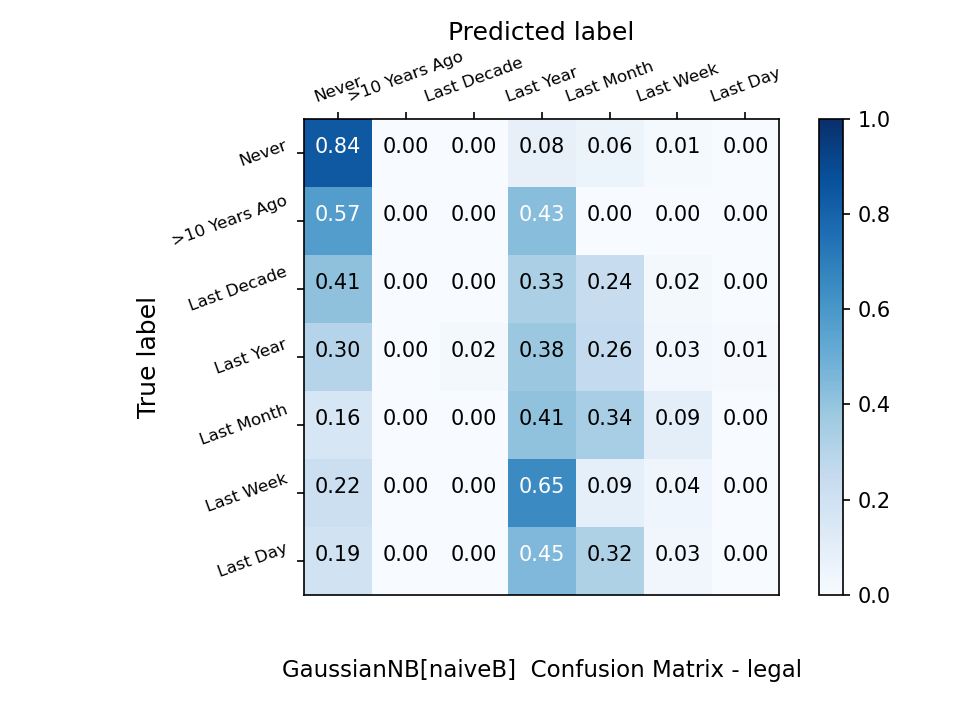 Predicted label
Never >10 Years Ago Last Decade Last Year Last Month Last Week Last Day
Never 0.84 0.00 0.00 0.08 0.06 0.01 0.00
>10 Years Ago 0.57 0.00 0.00 0.43 0.00 0.00 0.00
Last Decade 0.41 0.00 0.00 0.33 0.24 0.02 0.00
Last Year 0.30 0.00 0.02 0.38 0.26 0.03 0.01
Last Month 0.16 0.00 0.00 0.41 0.34 0.09 0.00
Last Week 0.22 0.00 0.00 0.65 0.09 0.04 0.00
Last Day 0.19 0.00 0.00 0.45 0.32 0.03 0.00
True label
1.0
0.8
0.6
0.4
0.2
0.0
GaussianNB[naiveB]  Confusion Matrix - legal